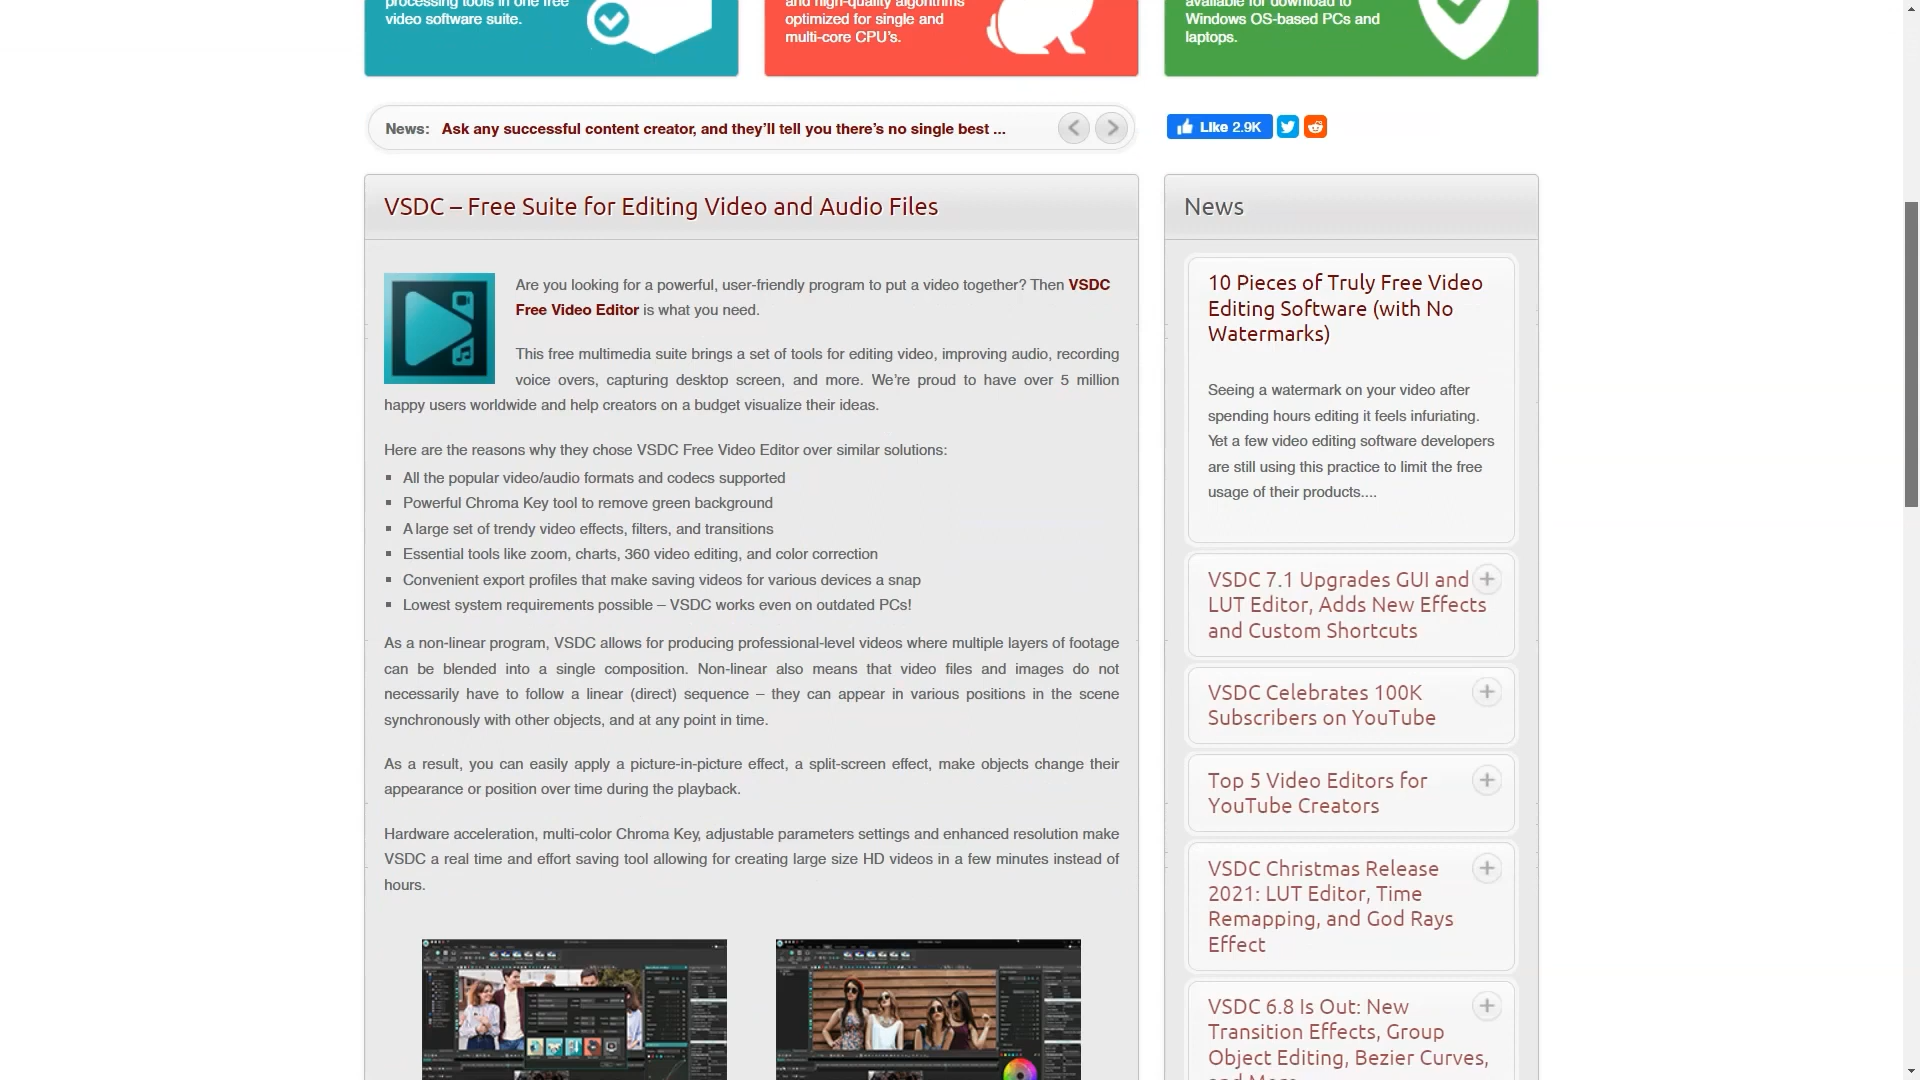 processing tools in one free
video software suite.
and high-quality algorithms
optimized for single and
multi-core CPU's.
available for download to
Windows OS-based PCs and
laptops.
News: Ask any successful content creator, and they’ll tell you there’s no single best ...
Like 2.9K
VSDC – Free Suite for Editing Video and Audio Files
Are you looking for a powerful, user-friendly program to put a video together? Then VSDC
Free Video Editor is what you need.
This free multimedia suite brings a set of tools for editing video, improving audio, recording
voice overs, capturing desktop screen, and more. We’re proud to have over 5 million
happy users worldwide and help creators on a budget visualize their ideas.
Here are the reasons why they chose VSDC Free Video Editor over similar solutions:
All the popular video/audio formats and codecs supported
Powerful Chroma Key tool to remove green background
A large set of trendy video effects, filters, and transitions
Essential tools like zoom, charts, 360 video editing, and color correction
Convenient export profiles that make saving videos for various devices a snap
Lowest system requirements possible – VSDC works even on outdated PCs!
As a non-linear program, VSDC allows for producing professional-level videos where multiple layers of footage
can be blended into a single composition. Non-linear also means that video files and images do not
necessarily have to follow a linear (direct) sequence – they can appear in various positions in the scene
synchronously with other objects, and at any point in time.
As a result, you can easily apply a picture-in-picture effect, a split-screen effect, make objects change their
appearance or position over time during the playback.
Hardware acceleration, multi-color Chroma Key, adjustable parameters settings and enhanced resolution make
VSDC a real time and effort saving tool allowing for creating large size HD videos in a few minutes instead of
hours.
News
10 Pieces of Truly Free Video
Editing Software (with No
Watermarks)
Seeing a watermark on your video after
spending hours editing it feels infuriating.
Yet a few video editing software developers
are still using this practice to limit the free
usage of their products....
VSDC 7.1 Upgrades GUI and
LUT Editor, Adds New Effects
and Custom Shortcuts
VSDC Celebrates 100K
Subscribers on YouTube
Top 5 Video Editors for
YouTube Creators
VSDC Christmas Release
2021: LUT Editor, Time
Remapping, and God Rays
Effect
VSDC 6.8 Is Out: New
Transition Effects, Group
Object Editing, Bezier Curves,
and More